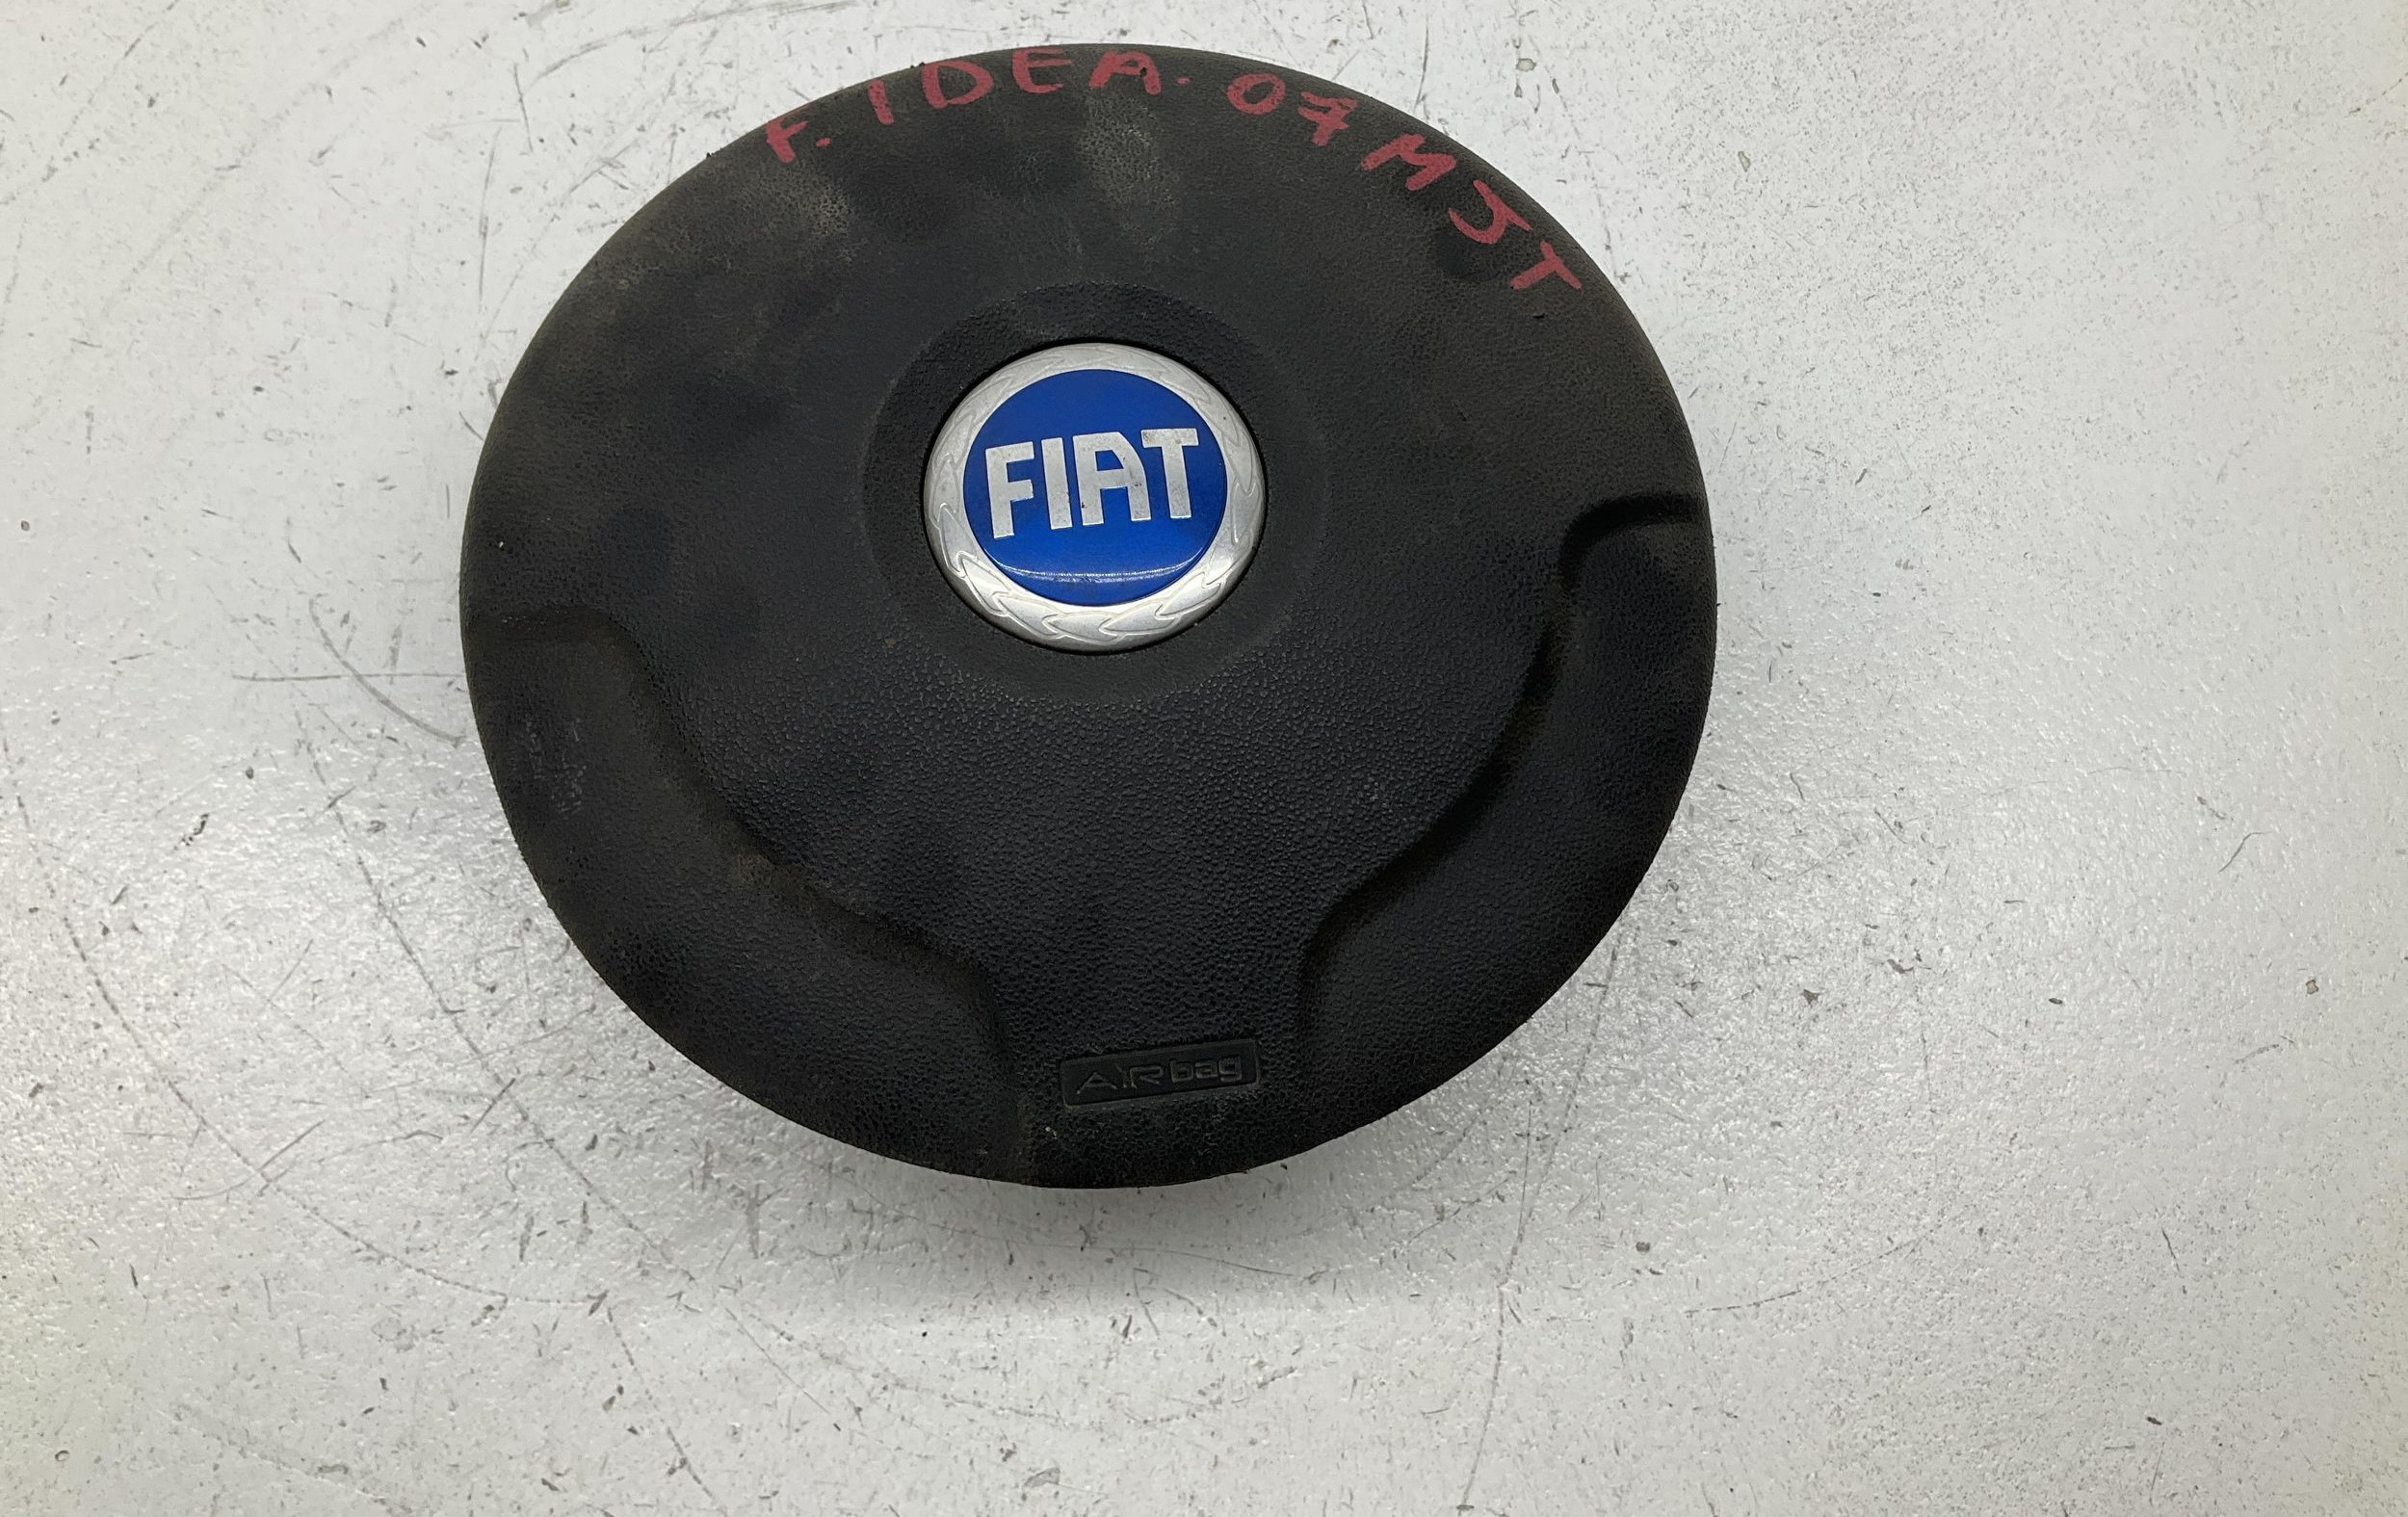 F. IDEA. 07 MJT
FIAT
AIRbag